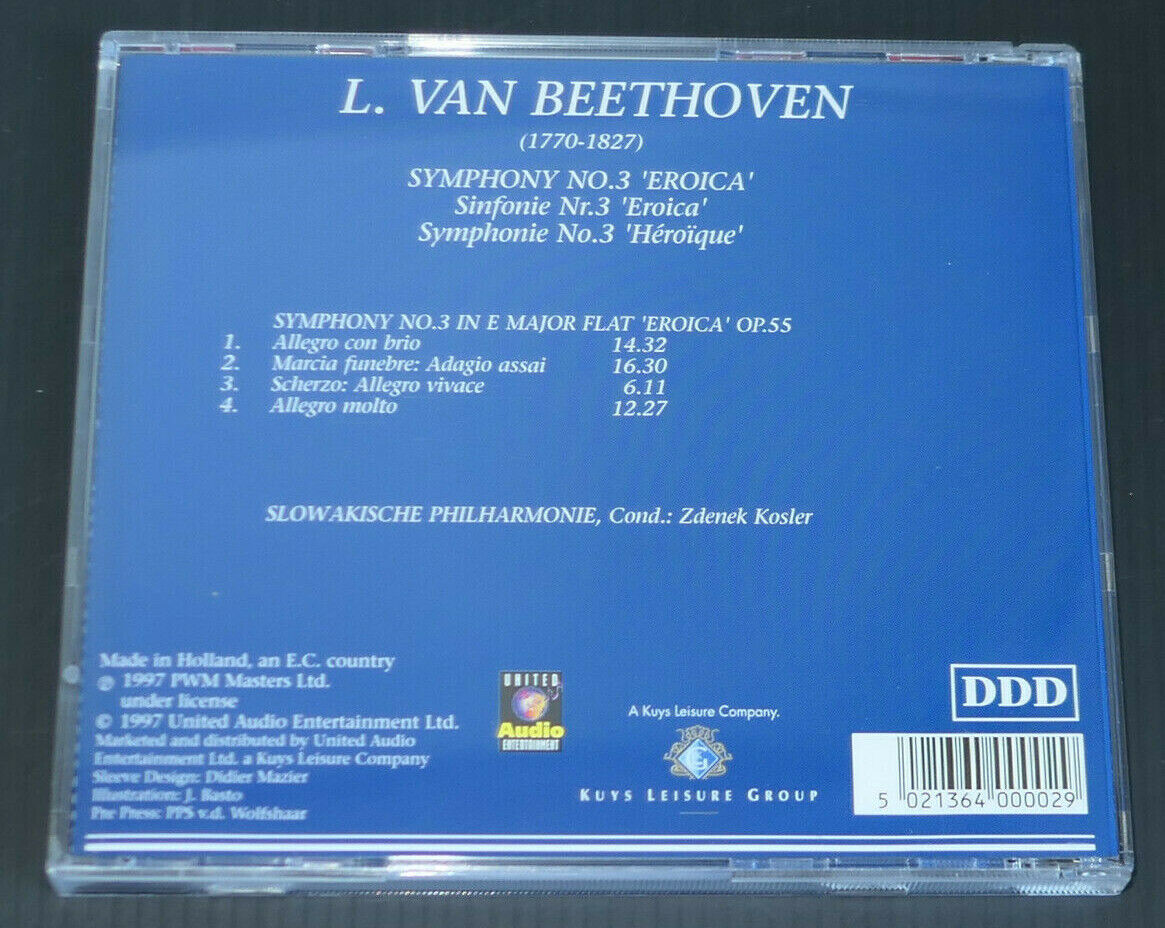 L. VAN BEETHOVEN
(1770-1827)
SYMPHONY NO.3 'EROICA'
Sinfonie Nr.3 'Eroica'
Symphonie No.3 'Héroïque'
SYMPHONY NO.3 IN E MAJOR FLAT 'EROICA' OP.55
1. Allegro con brio 14.32
2. Marcia funebre: Adagio assai 16.30
3. Scherzo: Allegro vivace 6.11
4. Allegro molto 12.27
SLOWAKISCHE PHILHARMONIE, Cond.: Zdenek Kosler
Made in Holland, an E.C. country
℗ 1997 PWM Masters Ltd.
under license
© 1997 United Audio Entertainment Ltd.
Marketed and distributed by United Audio
Entertainment Ltd. a Kuys Leisure Company
Sleeve Design: Didier Mazier
Illustration: J. Basto
Pre Press: PPS v.d. Wolfshaar
UNITED
Audio
ENTERTAINMENT
A Kuys Leisure Company.
KUYS LEISURE GROUP
DDD
5 021364 000029